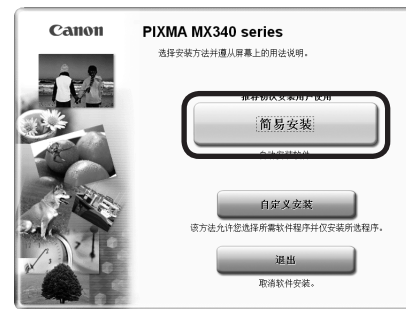 Canon
PIXMA MX340 series
选择安装方法并遵从屏幕上的用法说明。
推荐初次安装用户使用
简易安装
自动安装软件
自定义安装
该方法允许您选择所需软件程序并仅安装所选程序。
退出
取消软件安装。